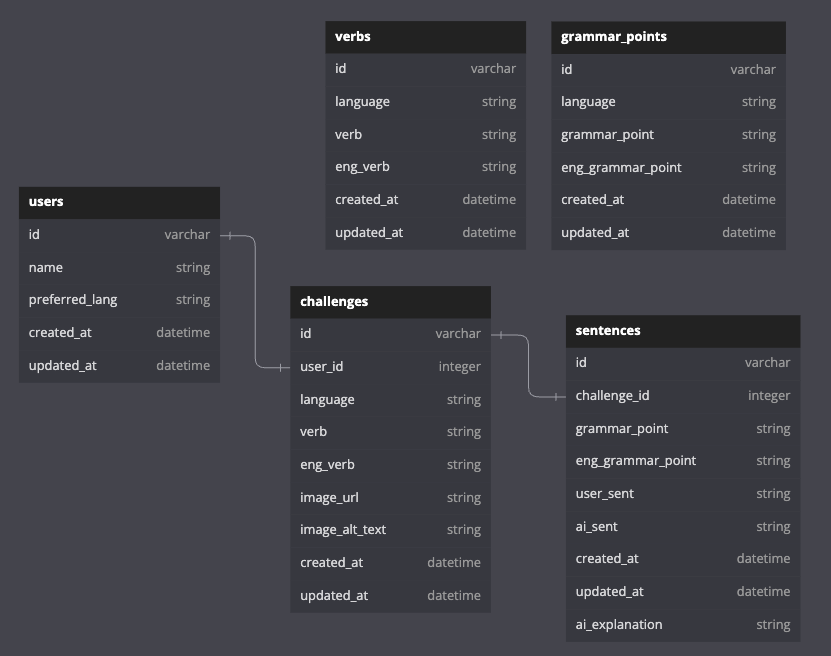 verbs
id varchar
language string
verb string
eng_verb string
created_at datetime
updated_at datetime
grammar_points
id varchar
language string
grammar_point string
eng_grammar_point string
created_at datetime
updated_at datetime
users
id varchar
name string
preferred_lang string
created_at datetime
updated_at datetime
challenges
id varchar
user_id integer
language string
verb string
eng_verb string
image_url string
image_alt_text string
created_at datetime
updated_at datetime
sentences
id varchar
challenge_id integer
grammar_point string
eng_grammar_point string
user_sent string
ai_sent string
created_at datetime
updated_at datetime
ai_explanation string